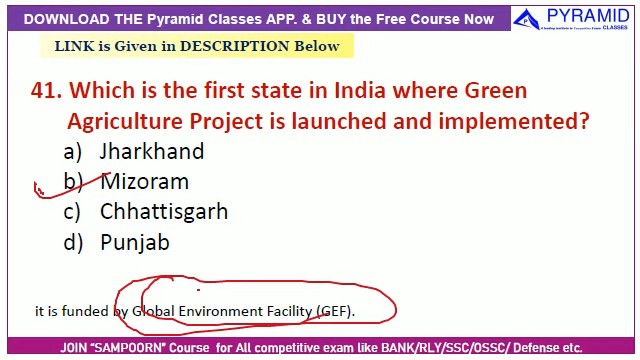 DOWNLOAD THE Pyramid Classes APP. & BUY the Free Course Now
PYRAMID
CLASSES
LINK is Given in DESCRIPTION Below
41. Which is the first state in India where Green
Agriculture Project is launched and implemented?
a) Jharkhand
b) Mizoram
c) Chhattisgarh
d) Punjab
it is funded by Global Environment Facility (GEF).
JOIN “SAMPOORN” Course for All competitive exam like BANK/RLY/SSC/OSSC/ Defense etc.